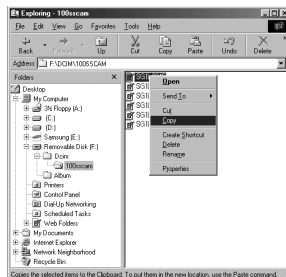 Exploring - 100sscam
File Edit View Go Favorites Tools Help
Back Forward Up Cut Copy Paste Undo Delete
Address F:\DCIM\100SSCAM
Folders
Desktop
My Computer
3½ Floppy (A:)
(C:)
(D:)
Samsung (E:)
Removable Disk (F:)
Dcim
100sscam
Album
Printers
Control Panel
Dial-Up Networking
Scheduled Tasks
Web Folders
My Documents
Internet Explorer
Network Neighborhood
Recycle Bin
Open
Send To
Cut
Copy
Create Shortcut
Delete
Rename
Properties
Copies the selected items to the Clipboard. To put them in the new location, use the Paste command.